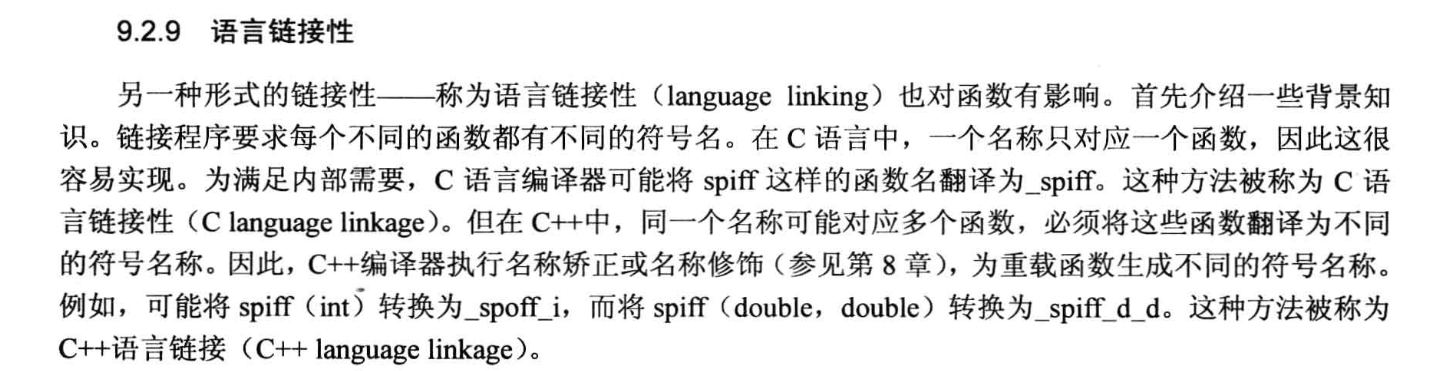 9.2.9 语言链接性
另一种形式的链接性——称为语言链接性（language linking）也对函数有影响。首先介绍一些背景知
识。链接程序要求每个不同的函数都有不同的符号名。在 C 语言中，一个名称只对应一个函数，因此这很
容易实现。为满足内部需要，C 语言编译器可能将 spiff 这样的函数名翻译为_spiff。这种方法被称为 C 语
言链接性（C language linkage）。但在 C++中，同一个名称可能对应多个函数，必须将这些函数翻译为不同
的符号名称。因此，C++编译器执行名称矫正或名称修饰（参见第 8 章），为重载函数生成不同的符号名称。
例如，可能将 spiff（int）转换为_spoff_i，而将 spiff（double，double）转换为_spiff_d_d。这种方法被称为
C++语言链接（C++ language linkage）。